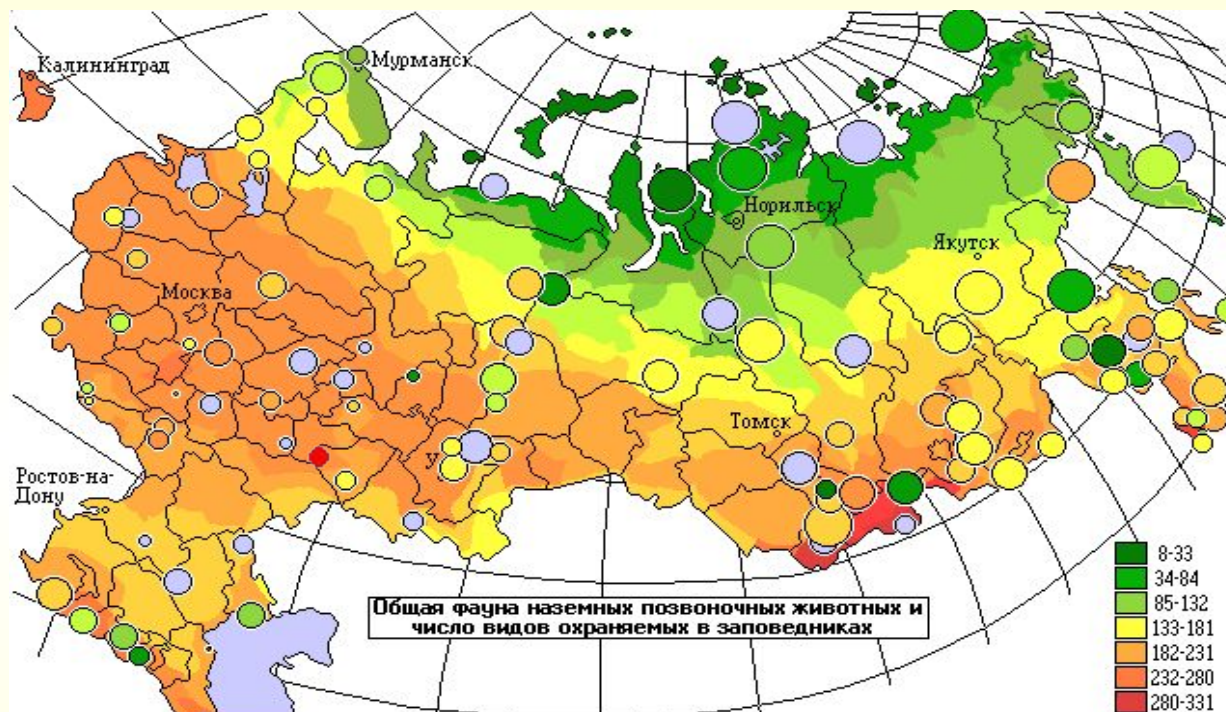 Калининград
Мурманск
Норильск
Якутск
Москва
Томск
У
Ростов-на-
Дону
Общая фауна наземных позвоночных животных и
число видов охраняемых в заповедниках
8-33
34-84
85-132
133-181
182-231
232-280
280-331